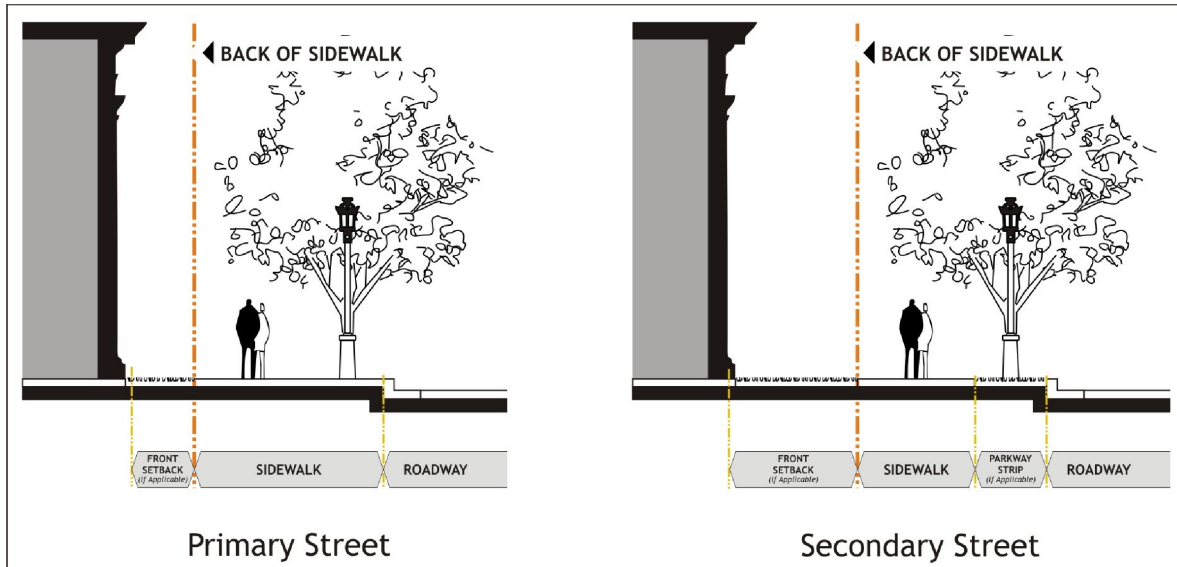 BACK OF SIDEWALK
FRONT
SETBACK
(If Applicable)
SIDEWALK
ROADWAY
Primary Street
BACK OF SIDEWALK
FRONT
SETBACK
(If Applicable)
SIDEWALK
PARKWAY
STRIP
(If Applicable)
ROADWAY
Secondary Street